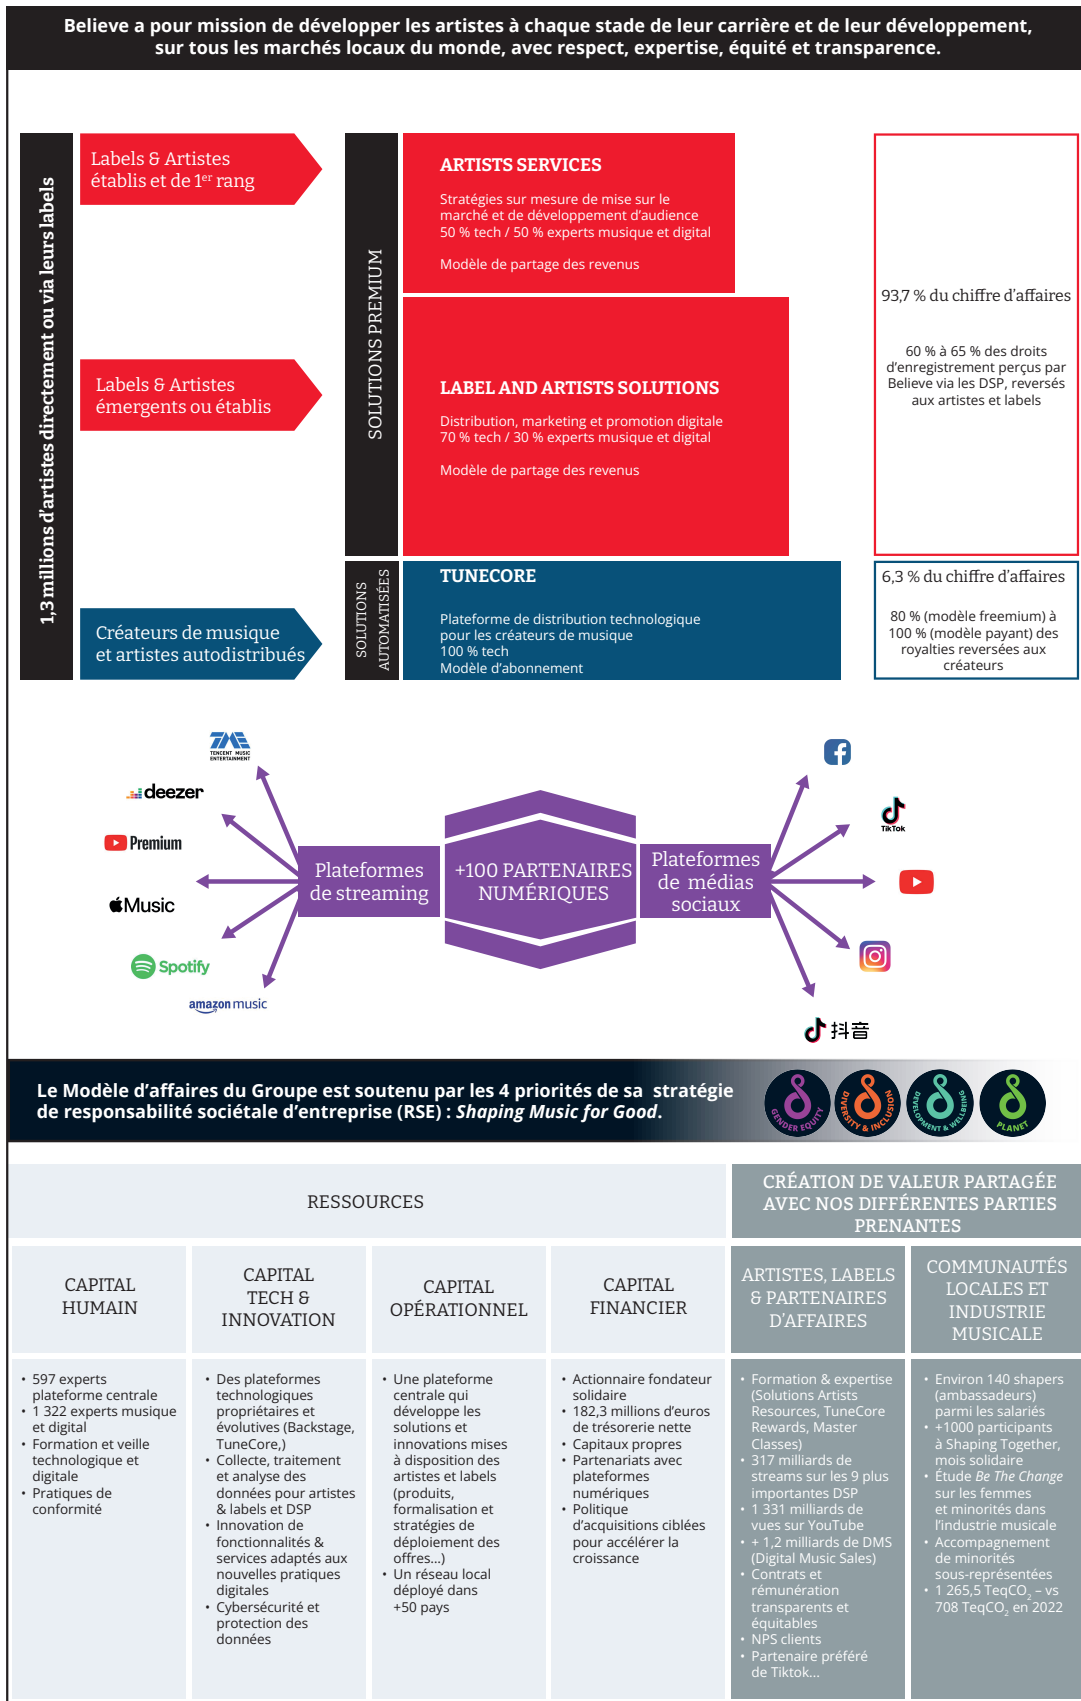 Believe a pour mission de développer les artistes à chaque stade de leur carrière et de leur développement,
sur tous les marchés locaux du monde, avec respect, expertise, équité et transparence.
1,3 millions d'artistes directement ou via leurs labels
Labels & Artistes
établis et de 1er rang
Labels & Artistes
émergents ou établis
Créateurs de musique
et artistes autodistribués
SOLUTIONS PREMIUM
ARTISTS SERVICES
Stratégies sur mesure de mise sur le
marché et de développement d'audience
50 % tech / 50 % experts musique et digital
Modèle de partage des revenus
LABEL AND ARTISTS SOLUTIONS
Distribution, marketing et promotion digitale
70 % tech / 30 % experts musique et digital
Modèle de partage des revenus
93,7 % du chiffre d'affaires
60 % à 65 % des droits
d'enregistrement perçus par
Believe via les DSP, reversés
aux artistes et labels
SOLUTIONS
AUTOMATISÉES
TUNECORE
Plateforme de distribution technologique
pour les créateurs de musique
100 % tech
Modèle d'abonnement
6,3 % du chiffre d'affaires
80 % (modèle freemium) à
100 % (modèle payant) des
royalties reversées aux
créateurs
TENCENT MUSIC
ENTERTAINMENT
deezer
Premium
Music
Spotify
amazon music
Plateformes
de streaming
+100 PARTENAIRES
NUMÉRIQUES
Plateformes
de médias
sociaux
TikTok
抖音
Le Modèle d'affaires du Groupe est soutenu par les 4 priorités de sa stratégie
de responsabilité sociétale d'entreprise (RSE) : Shaping Music for Good.
GENDER EQUITY
DIVERSITY & INCLUSION
DEVELOPMENT & WELLBEING
PLANET
RESSOURCES
CRÉATION DE VALEUR PARTAGÉE
AVEC NOS DIFFÉRENTES PARTIES
PRENANTES
CAPITAL
HUMAIN
• 597 experts
plateforme centrale
• 1 322 experts musique
et digital
• Formation et veille
technologique et
digitale
• Pratiques de
conformité
CAPITAL
TECH &
INNOVATION
• Des plateformes
technologiques
propriétaires et
évolutives (Backstage,
TuneCore,)
• Collecte, traitement
et analyse des
données pour artistes
& labels et DSP
• Innovation de
fonctionnalités &
services adaptés aux
nouvelles pratiques
digitales
• Cybersécurité et
protection des
données
CAPITAL
OPÉRATIONNEL
• Une plateforme
centrale qui
développe les
solutions et
innovations mises
à disposition des
artistes et labels
(produits,
formalisation et
stratégies de
déploiement des
offres...)
• Un réseau local
déployé dans
+50 pays
CAPITAL
FINANCIER
• Actionnaire fondateur
solidaire
• 182,3 millions d'euros
de trésorerie nette
• Capitaux propres
• Partenariats avec
plateformes
numériques
• Politique
d'acquisitions ciblées
pour accélérer la
croissance
ARTISTES, LABELS
& PARTENAIRES
D'AFFAIRES
• Formation & expertise
(Solutions Artists
Resources, TuneCore
Rewards, Master
Classes)
• 317 milliards de
streams sur les 9 plus
importantes DSP
• 1 331 milliards de
vues sur YouTube
• + 1,2 milliards de DMS
(Digital Music Sales)
• Contrats et
rémunération
transparents et
équitables
• NPS clients
• Partenaire préféré
de Tiktok...
COMMUNAUTÉS
LOCALES ET
INDUSTRIE
MUSICALE
• Environ 140 shapers
(ambassadeurs)
parmi les salariés
• +1000 participants
à Shaping Together,
mois solidaire
• Étude Be The Change
sur les femmes
et minorités dans
l'industrie musicale
• Accompagnement
de minorités
sous-représentées
• 1 265,5 TeqCO2 – vs
708 TeqCO2 en 2022